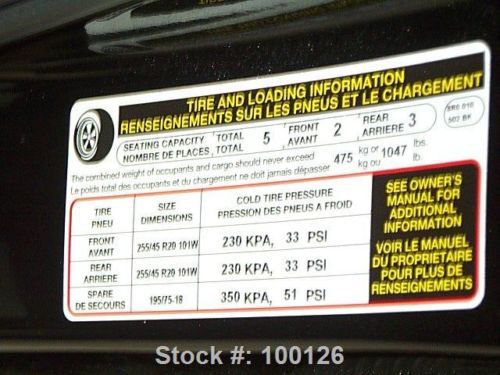 TIRE AND LOADING INFORMATION
RENSEIGNEMENTS SUR LES PNEUS ET LE CHARGEMENT
SEATING CAPACITY TOTAL 5 FRONT 2 REAR 3
NOMBRE DE PLACES TOTAL AVANT ARRIERE
502 BK
The combined weight of occupants and cargo should never exceed 475 kg or 1047 lbs.
Le poids total des occupants et du chargement ne doit jamais dépasser kg ou lb.
TIRE SIZE COLD TIRE PRESSURE
PNEU DIMENSIONS PRESSION DES PNEUS A FROID
FRONT
AVANT 255/45 R20 101W 230 KPA, 33 PSI
REAR
ARRIERE 255/45 R20 101W 230 KPA, 33 PSI
SPARE
DE SECOURS 195/75-18 350 KPA, 51 PSI
SEE OWNER'S
MANUAL FOR
ADDITIONAL
INFORMATION
VOIR LE MANUEL
DU PROPRIETAIRE
POUR PLUS DE
RENSEIGNEMENTS
Stock #: 100126